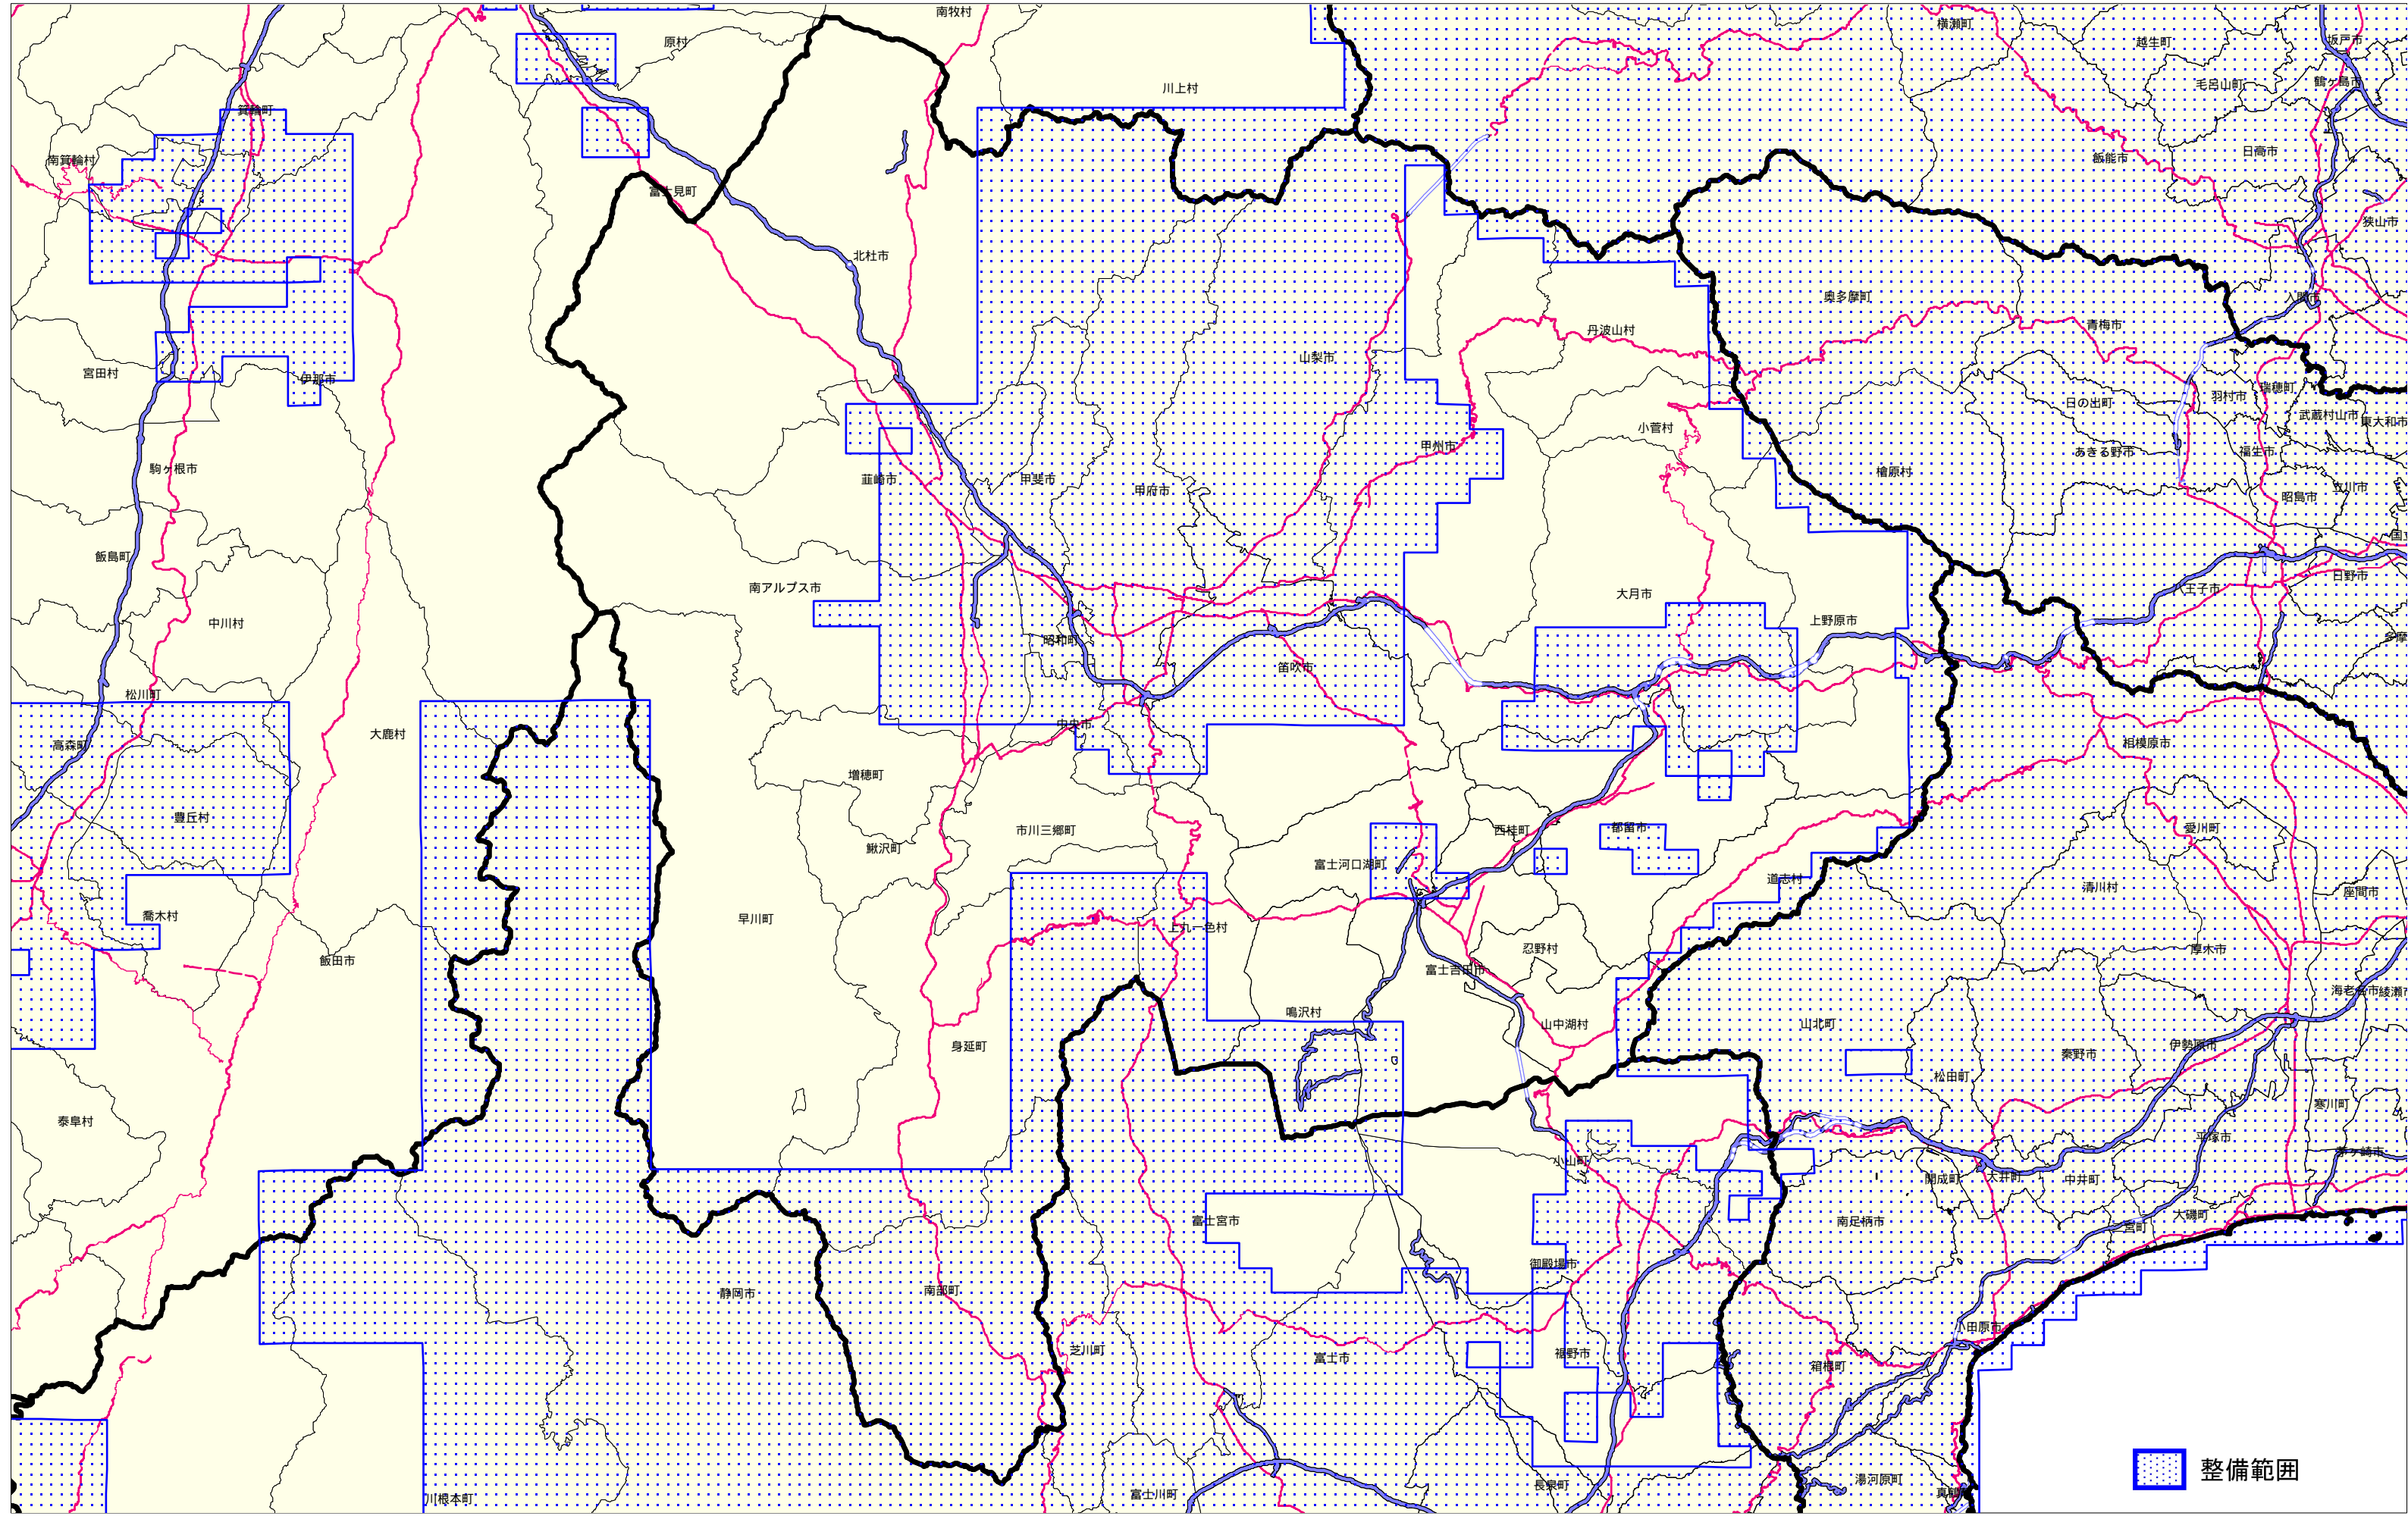 南牧村
横瀬町
原村
越生町
坂戸市
川上村
毛呂山町
鶴ヶ島市
箕輪町
南箕輪村
日高市
飯能市
富士見町
狭山市
北杜市
奥多摩町
入間市
青梅市
丹波山村
山梨市
宮田村
伊那市
瑞穂町
羽村市
日の出町
武蔵村山市
東大和市
小菅村
甲州市
あきる野市
福生市
駒ヶ根市
檜原村
韮崎市
甲斐市
甲府市
立川市
昭島市
飯島町
国立
日野市
南アルプス市
八王子市
大月市
上野原市
中川村
昭和町
多摩
笛吹市
松川町
中央市
大鹿村
高森町
相模原市
増穂町
豊丘村
市川三郷町
西桂町
都留市
愛川町
鰍沢町
富士河口湖町
道志村
清川村
座間市
喬木村
早川町
上九一色村
忍野村
厚木市
飯田市
富士吉田市
海老名市
綾瀬市
鳴沢村
山中湖村
山北町
身延町
伊勢原市
秦野市
松田町
寒川町
泰阜村
平塚市
茅ヶ崎市
小山町
開成町
大井町
中井町
大磯町
富士宮市
南足柄市
二宮町
御殿場市
南部町
静岡市
小田原市
芝川町
富士市
裾野市
箱根町
整備範囲
湯河原町
長泉町
真鶴町
富士川町
川根本町